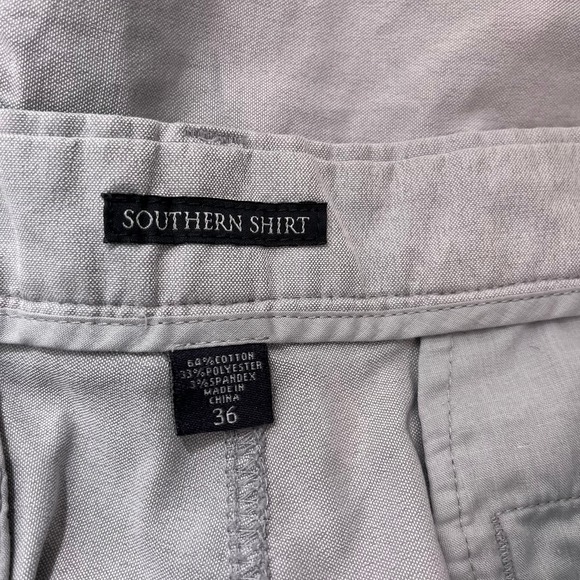 SOUTHERN SHIRT
64%COTTON
33%POLYESTER
3%SPANDEX
MADE IN
CHINA
36